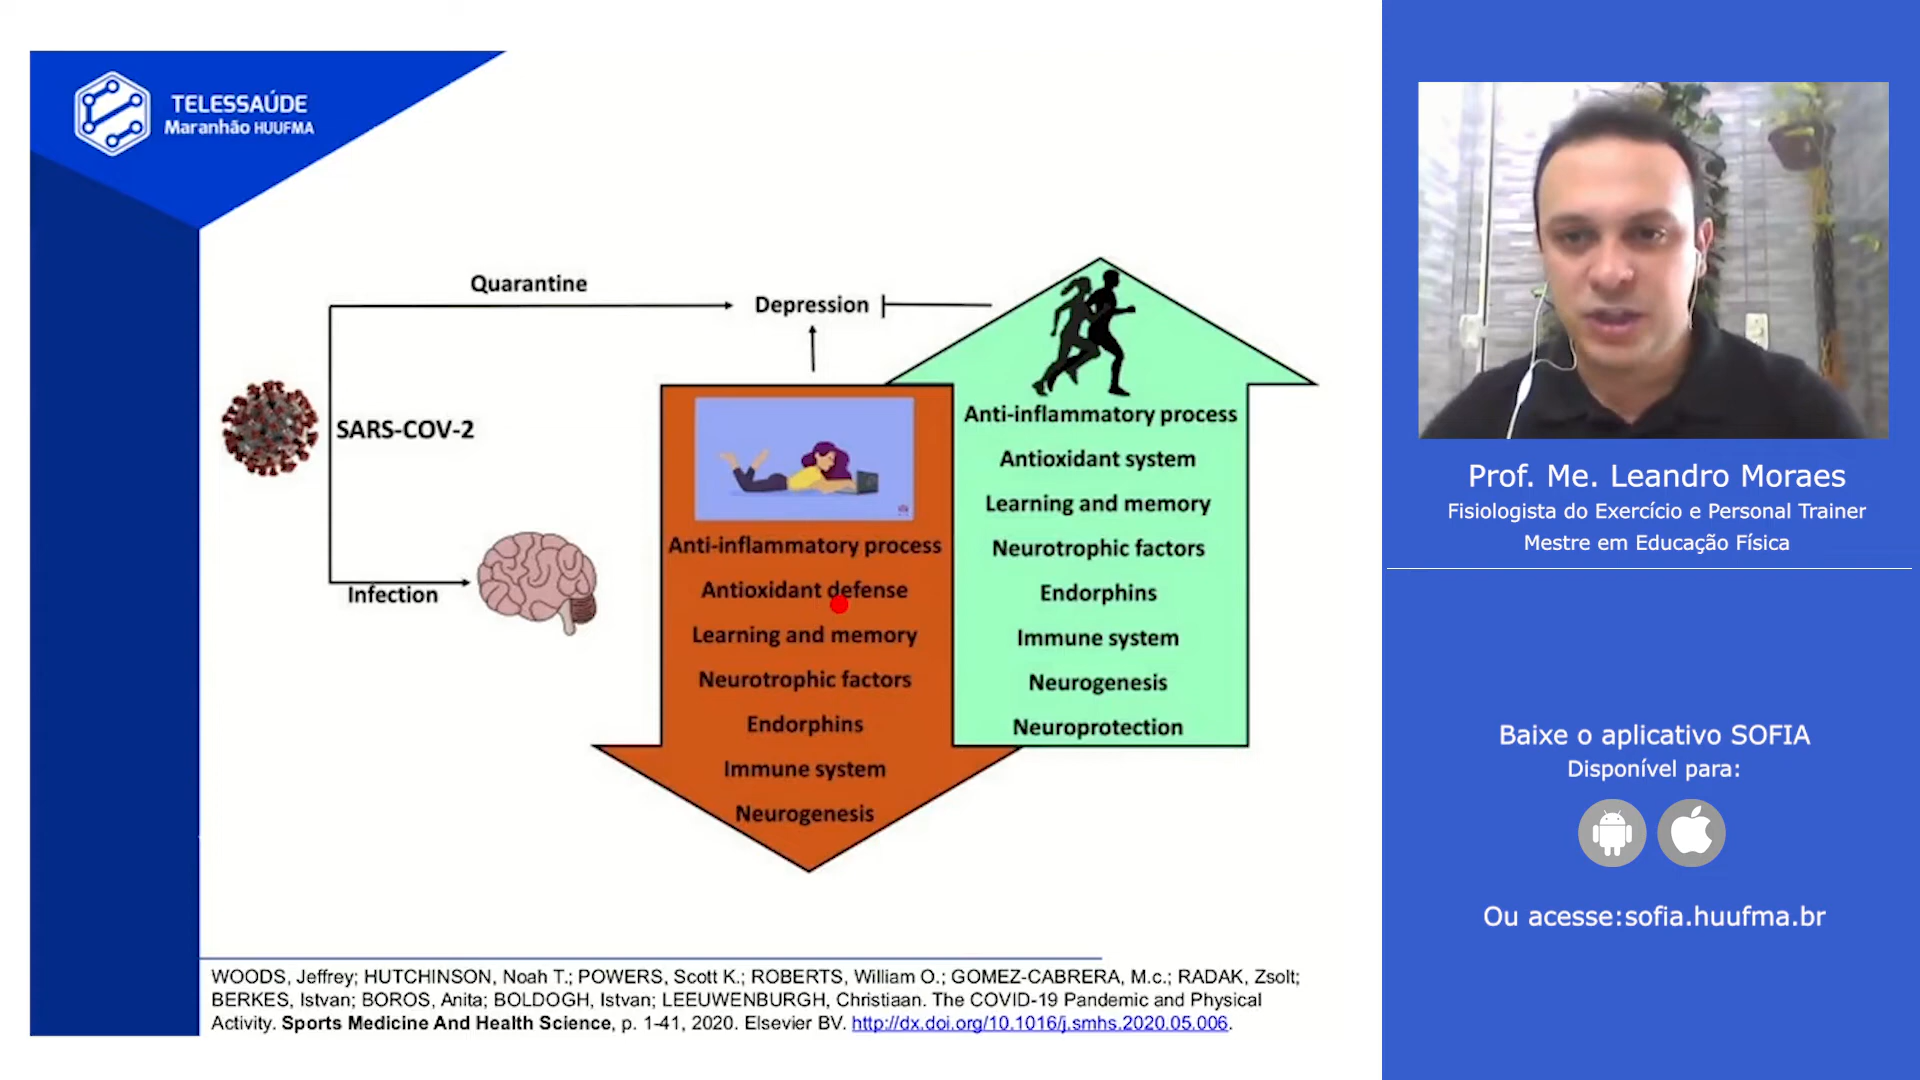 TELESSAÚDE
Maranhão HUUFMA
Quarantine
Depression
SARS-COV-2
Infection
Anti-inflammatory process
Antioxidant defense
Learning and memory
Neurotrophic factors
Endorphins
Immune system
Neurogenesis
Anti-inflammatory process
Antioxidant system
Learning and memory
Neurotrophic factors
Endorphins
Immune system
Neurogenesis
Neuroprotection
WOODS, Jeffrey; HUTCHINSON, Noah T.; POWERS, Scott K.; ROBERTS, William O.; GOMEZ-CABRERA, M.c.; RADAK, Zsolt;
BERKES, Istvan; BOROS, Anita; BOLDOGH, Istvan; LEEUWENBURGH, Christiaan. The COVID-19 Pandemic and Physical
Activity. Sports Medicine And Health Science, p. 1-41, 2020. Elsevier BV. http://dx.doi.org/10.1016/j.smhs.2020.05.006.
Prof. Me. Leandro Moraes
Fisiologista do Exercício e Personal Trainer
Mestre em Educação Física
Baixe o aplicativo SOFIA
Disponível para:
Ou acesse:sofia.huufma.br